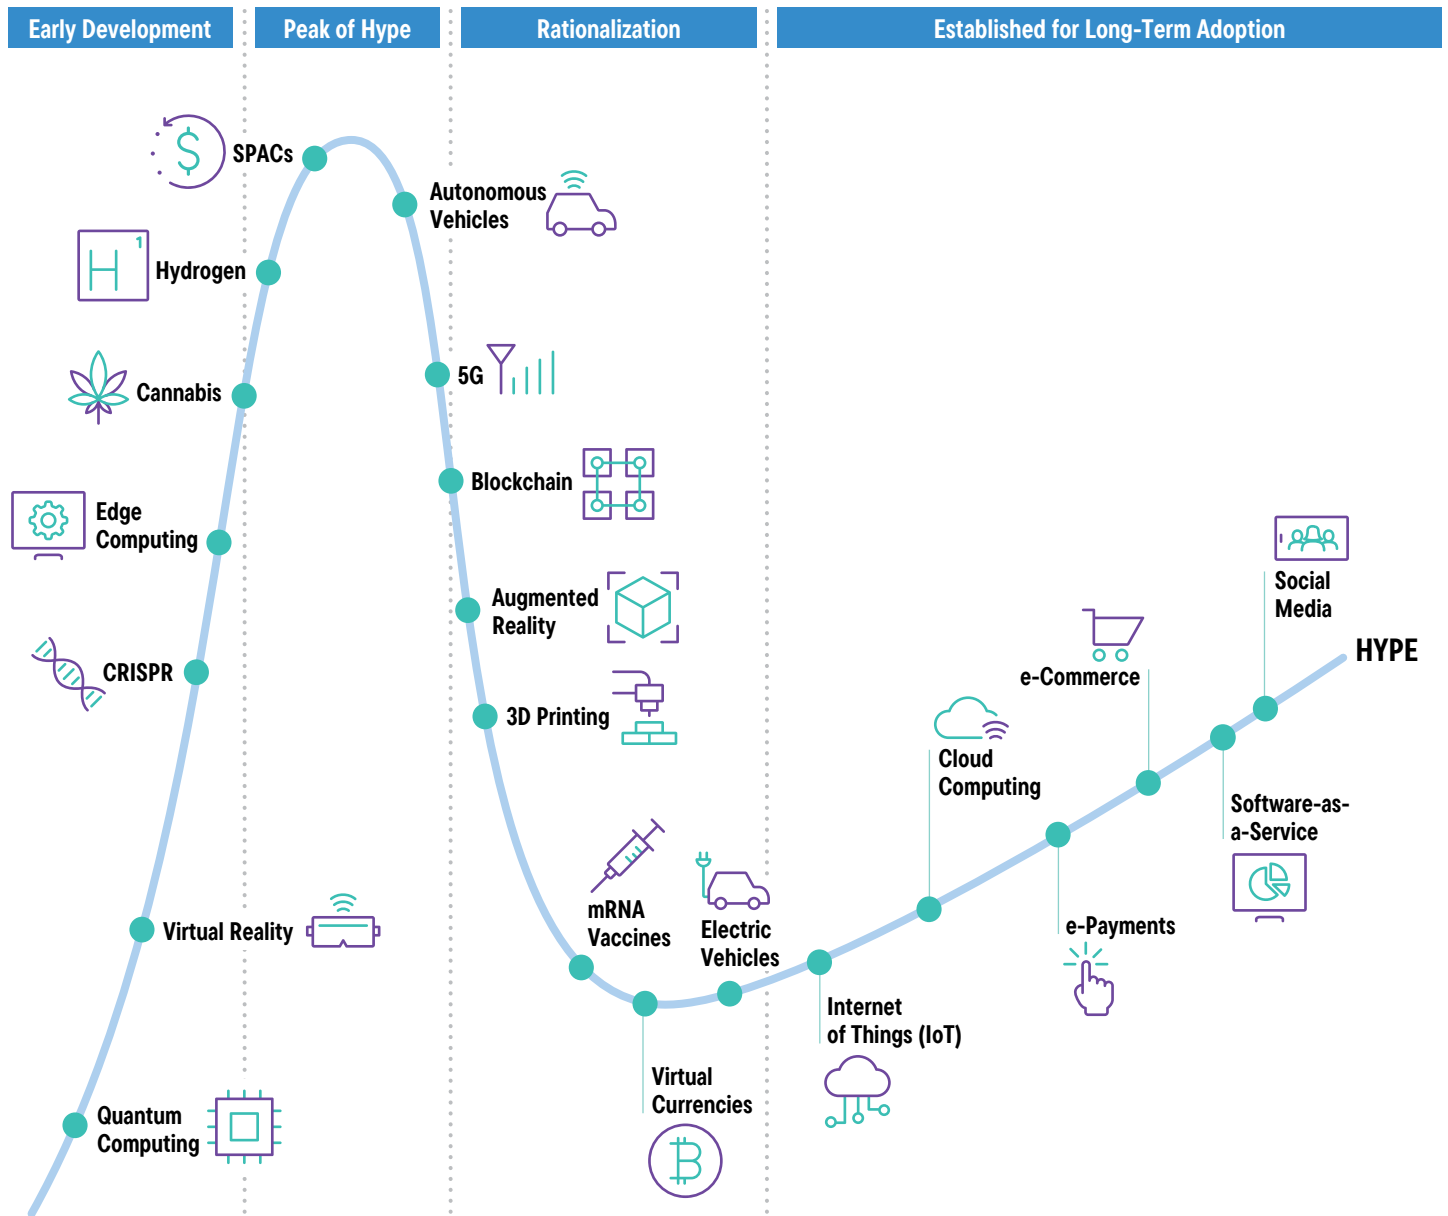 Early Development
Peak of Hype
Rationalization
Established for Long-Term Adoption
SPACs
Autonomous
Vehicles
Hydrogen
H
1
5G
Cannabis
Blockchain
Edge
Computing
Augmented
Reality
Social
Media
CRISPR
HYPE
e-Commerce
3D Printing
Cloud
Computing
Software-as-
a-Service
mRNA
Vaccines
Electric
Vehicles
Virtual Reality
e-Payments
Internet
of Things (IoT)
Virtual
Currencies
Quantum
Computing